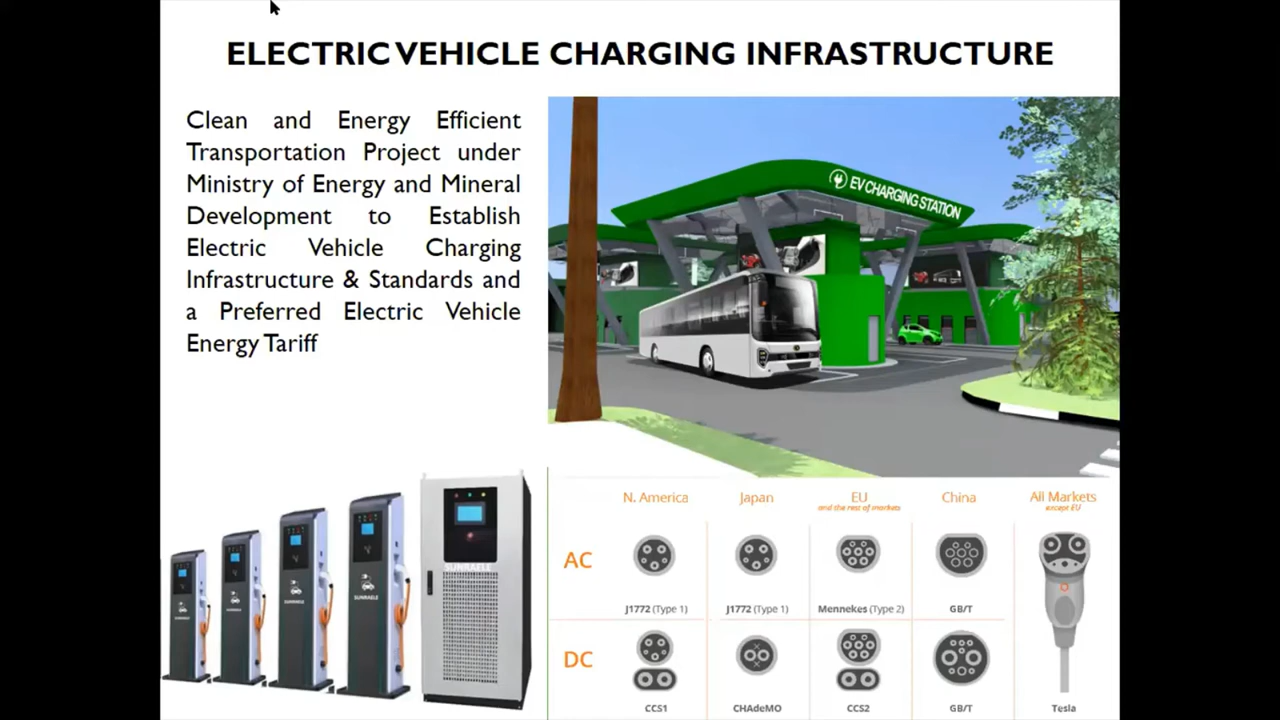 ELECTRIC VEHICLE CHARGING INFRASTRUCTURE
Clean and Energy Efficient
Transportation Project under
Ministry of Energy and Mineral
Development to Establish
Electric Vehicle Charging
Infrastructure & Standards and
a Preferred Electric Vehicle
Energy Tariff
EV CHARGING STATION
SUNRAELE
SUNRAELE
SUNRAELE
N. America
Japan
EU
and the rest of markets
China
All Markets
except EU
AC
J1772 (Type 1)
J1772 (Type 1)
Mennekes (Type 2)
GB/T
DC
CCS1
CHAdeMO
CCS2
GB/T
Tesla